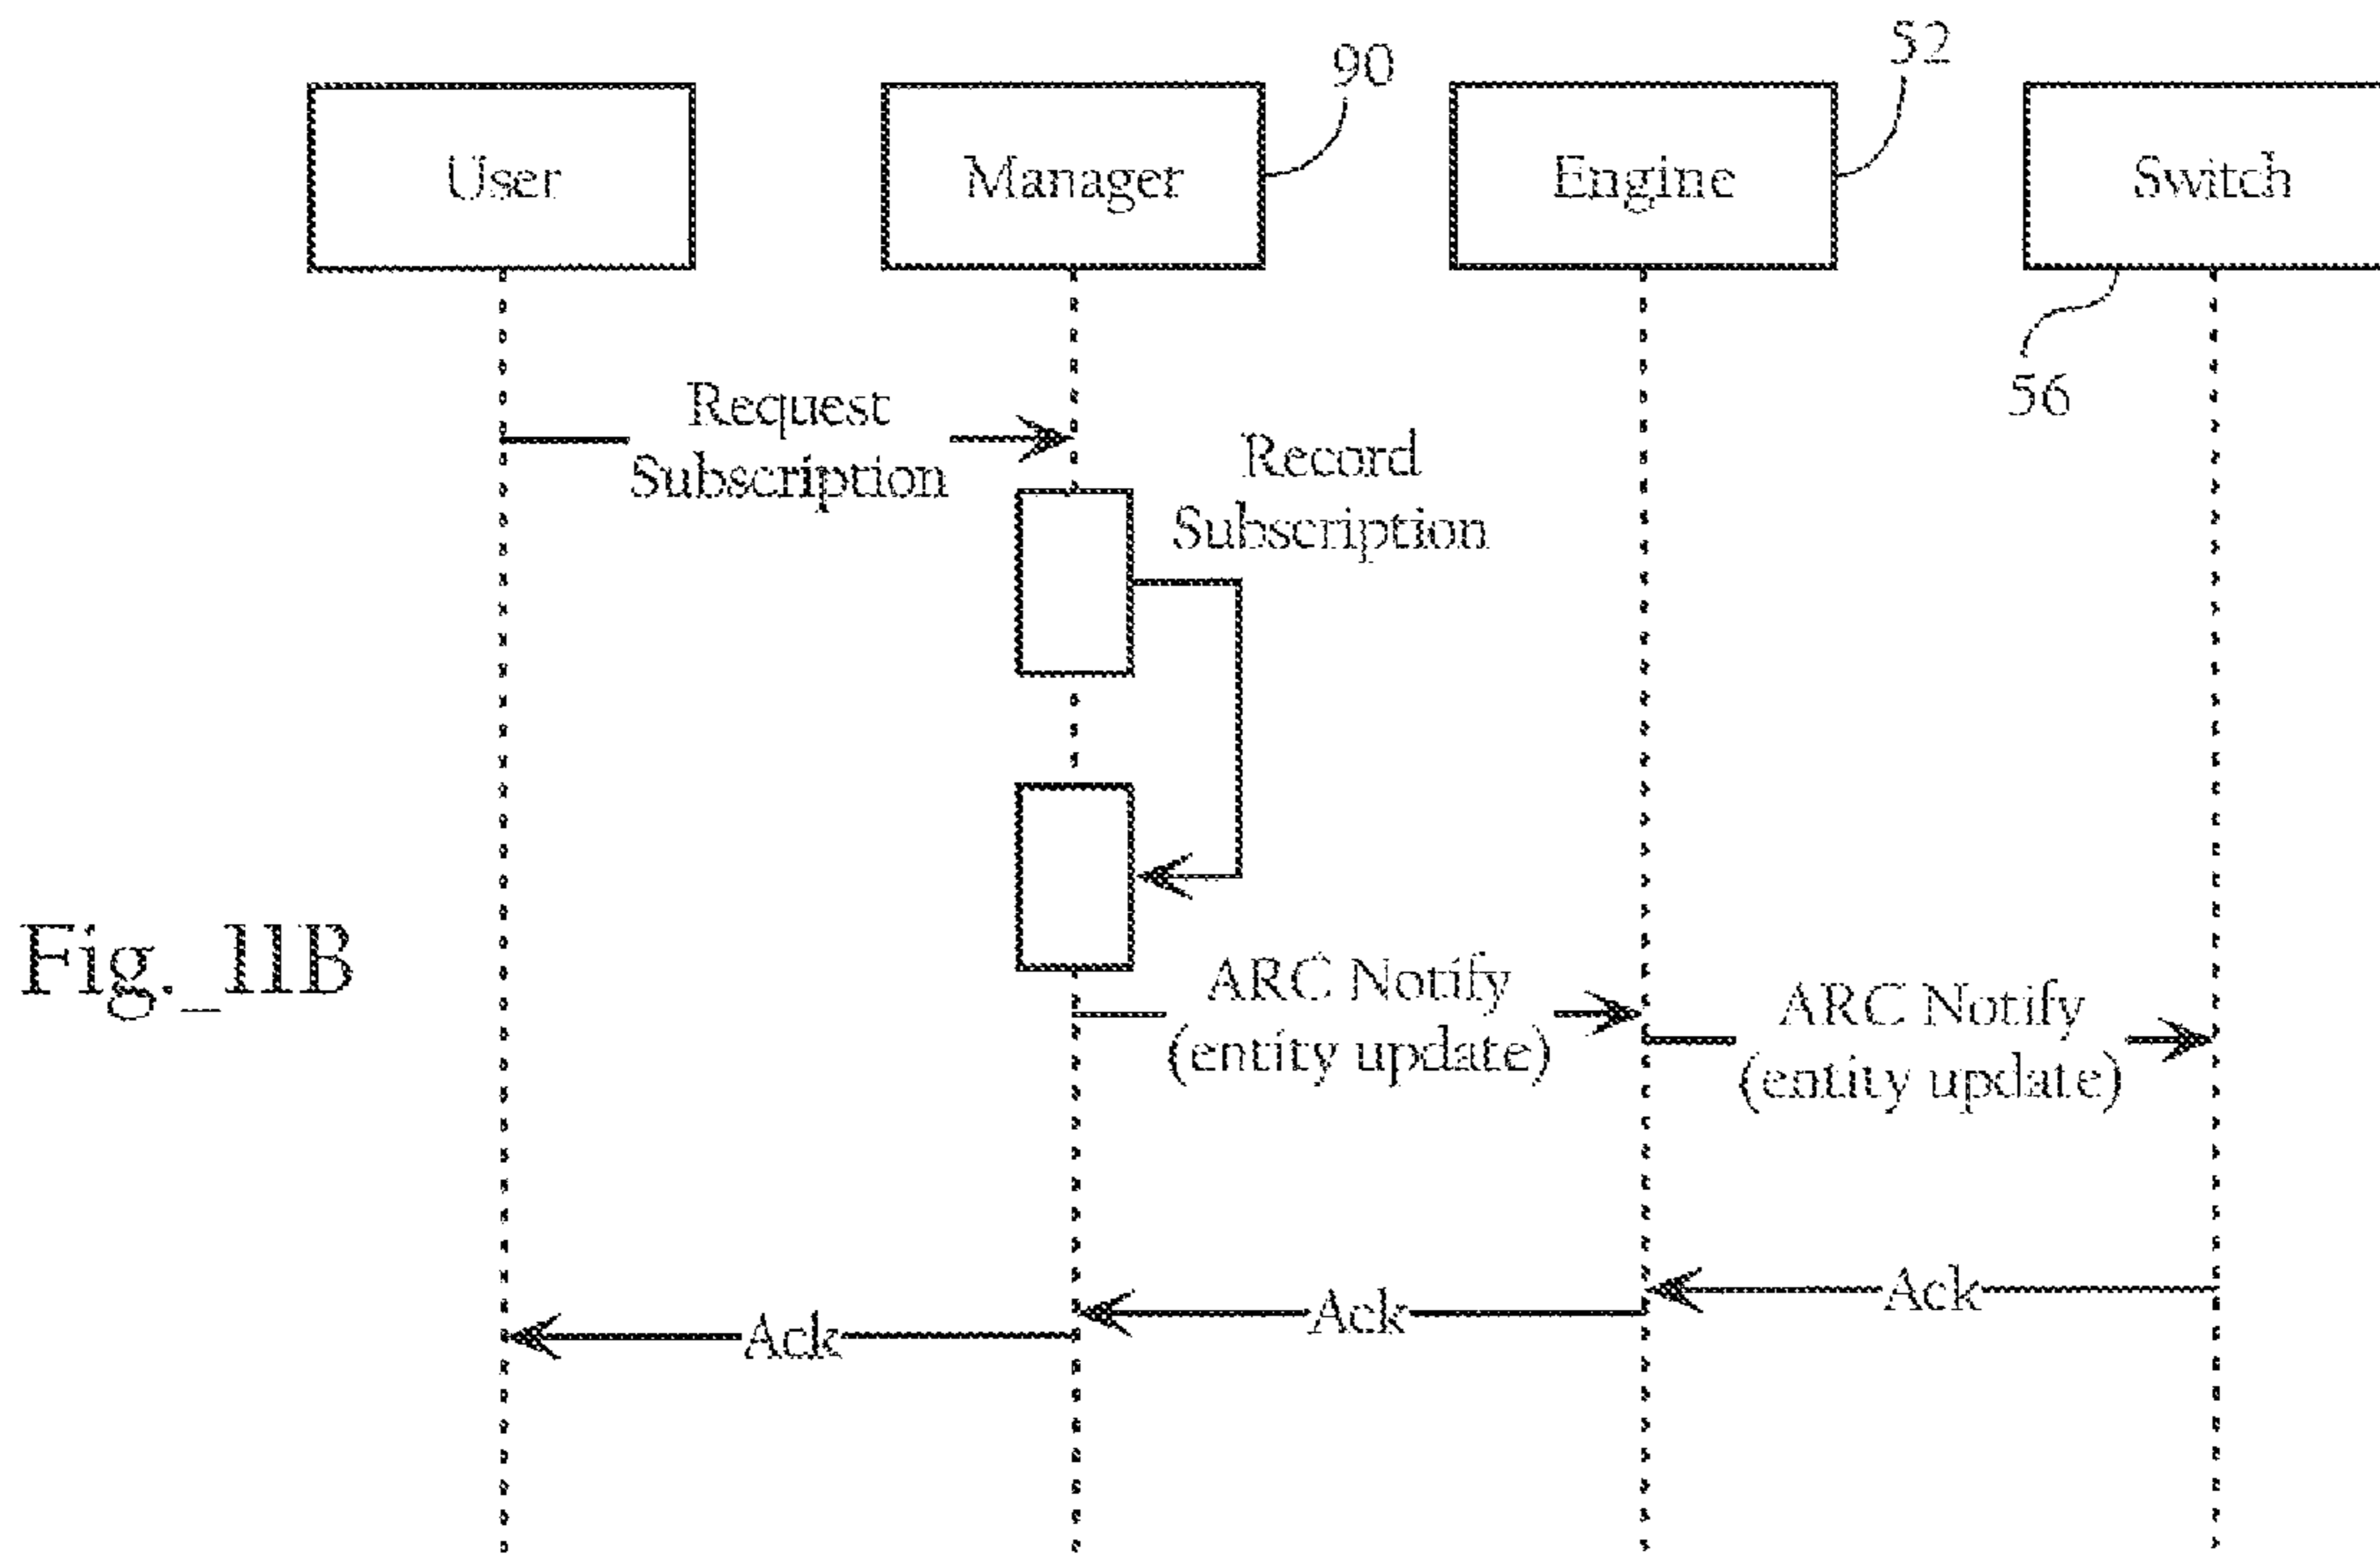 90
52
User
Manager
Engine
Switch
56
Request
Subscription
Record
Subscription
Fig._11B
ARC Notify
(entity update)
ARC Notify
(entity update)
Ack
Ack
Ack